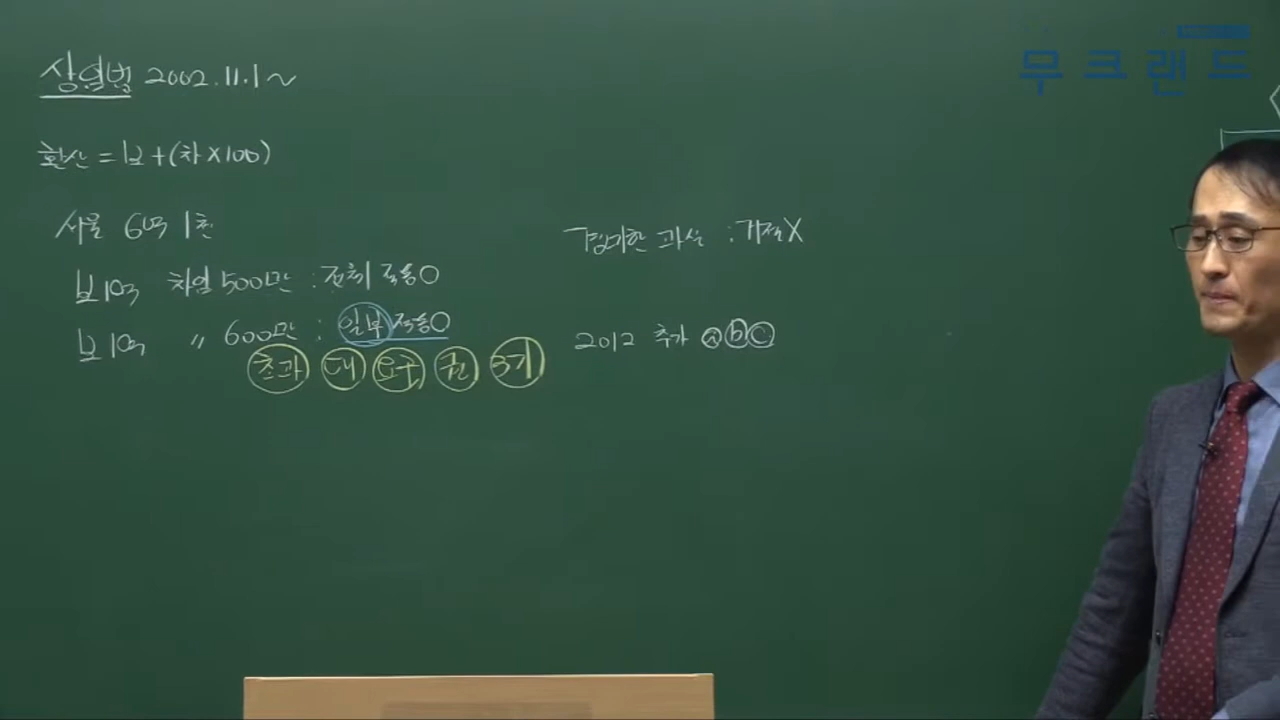 무크랜드
상임법 2002.11.1~
환산 = 보+(차×100)
서울 6억 1천
보 1억 차임 500만 : 전체 적용○
보 1억 〃 600만 : 일부 적용○
초과 대 요구 권 3기
경미한 과실 : 거절X
2012 추가 ⓐⓑⓒ